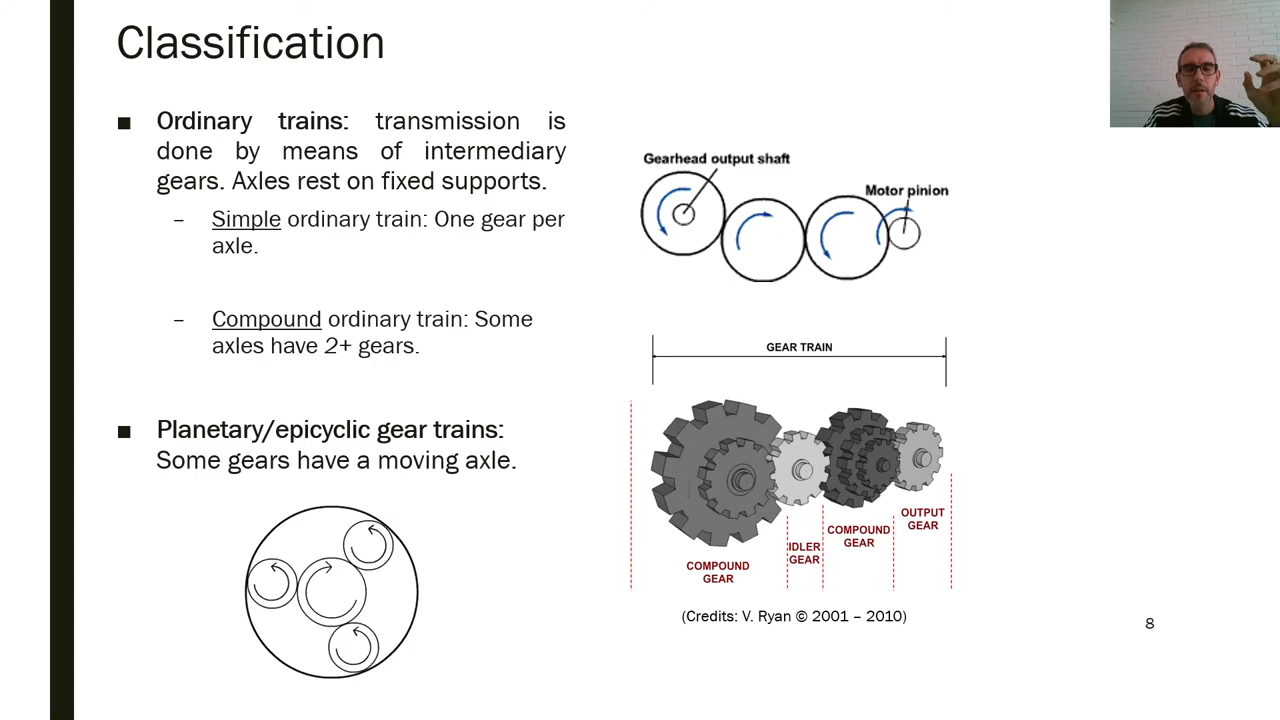 Classification
■ Ordinary trains: transmission is
done by means of intermediary
gears. Axles rest on fixed supports.
– Simple ordinary train: One gear per
axle.
– Compound ordinary train: Some
axles have 2+ gears.
■ Planetary/epicyclic gear trains:
Some gears have a moving axle.
Gearhead output shaft
Motor pinion
GEAR TRAIN
COMPOUND
GEAR
IDLER
GEAR
COMPOUND
GEAR
OUTPUT
GEAR
(Credits: V. Ryan © 2001 – 2010)
8